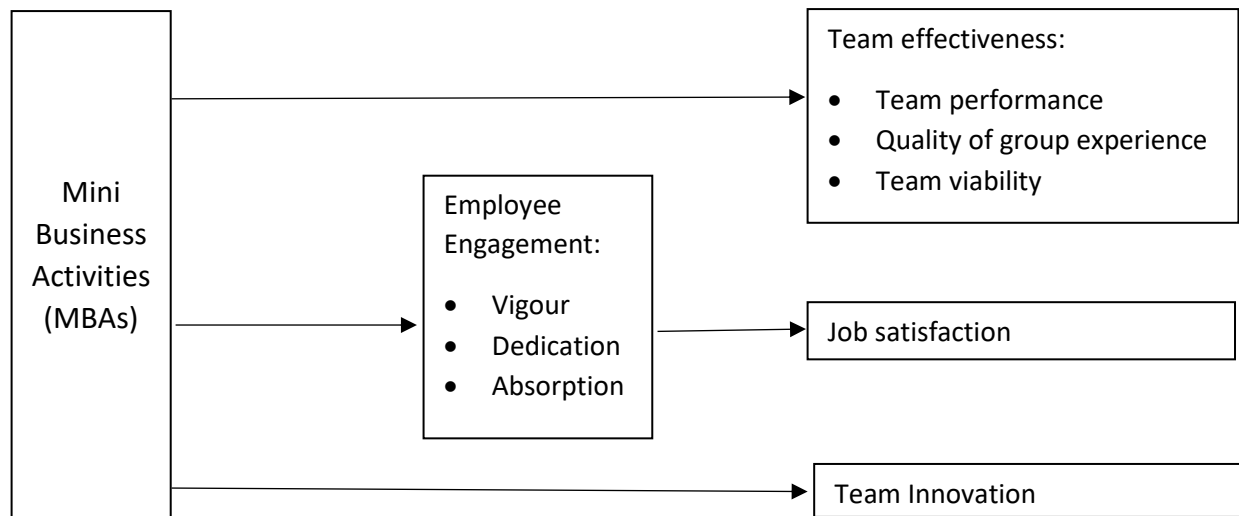 Mini
Business
Activities
(MBAs)
Employee
Engagement:
• Vigour
• Dedication
• Absorption
Team effectiveness:
• Team performance
• Quality of group experience
• Team viability
Job satisfaction
Team Innovation